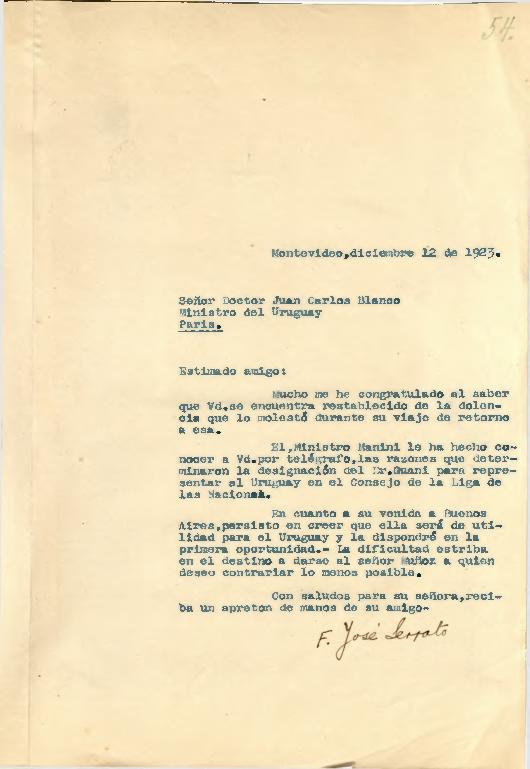 54.
Montevideo,diciembre 12 de 1923.
Señor Doctor Juan Carlos Blanco
Ministro del Uruguay
Paris.
Estimado amigo:
Mucho me he congratulado al saber
que Vd.se encuentra restablecido de la dolen-
cia que lo molestó durante su viaje de retorno
a esa.
El,Ministro Manini le ha hecho co-
nocer a Vd.por telégrafo,las razones que deter-
minaron la designación del Dr.Guani para repre-
sentar al Uruguay en el Consejo de la Liga de
las Nacional.
En cuanto a su venida a Buenos
Aires,persisto en creer que ella será de uti-
lidad para el Uruguay y la dispondré en la
primera oportunidad.- La dificultad estriba
en el destino a darse al señor Muñoz a quien
deseo contrariar lo menos posible.
Con saludos para su señora,reci-
ba un apreton de manos de su amigo-
F. José Serrato